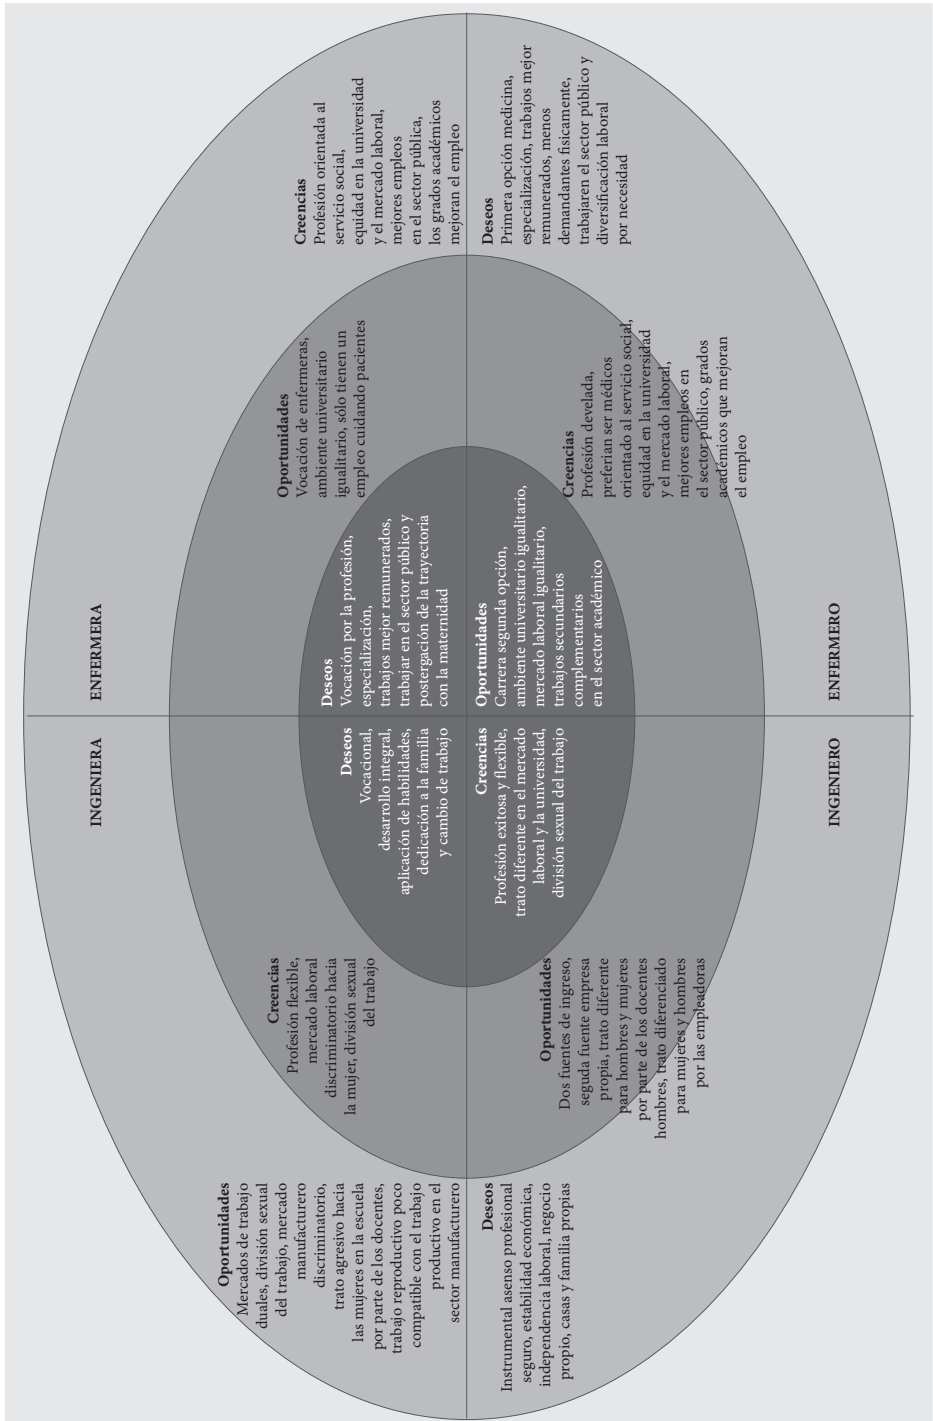 INGENIERA
ENFERMERA
Oportunidades
Mercados de trabajo
duales, división sexual
del trabajo, mercado
manufacturero
discriminatorio,
trato agresivo hacia
las mujeres en la escuela
por parte de los docentes,
trabajo reproductivo poco
compatible con el trabajo
productivo en el
sector manufacturero
Creencias
Profesión flexible,
mercado laboral
discriminatorio hacia
la mujer, división sexual
del trabajo
Deseos
Vocacional,
desarrollo integral,
aplicación de habilidades,
dedicación a la familia
y cambio de trabajo
Deseos
Vocación por la profesión,
especialización,
trabajos mejor remunerados,
trabajar en el sector público y
postergación de la trayectoria
con la maternidad
Oportunidades
Vocación de enfermeras,
ambiente universitario
igualitario, sólo tienen un
empleo cuidando pacientes
Creencias
Profesión orientada al
servicio social,
equidad en la universidad
y el mercado laboral,
mejores empleos
en el sector pública,
los grados académicos
mejoran el empleo
Deseos
Instrumental asenso profesional
seguro, estabilidad económica,
independencia laboral, negocio
propio, casas y familia propias
Oportunidades
Dos fuentes de ingreso,
seguda fuente empresa
propia, trato diferente
para hombres y mujeres
por parte de los docentes
hombres, trato diferenciado
para mujeres y hombres
por las empleadoras
Creencias
Profesión exitosa y flexible,
trato diferente en el mercado
laboral y la universidad,
división sexual del trabajo
Oportunidades
Carrera segunda opción,
ambiente universitario igualitario,
mercado laboral igualitario,
trabajos secundarios
complementarios
en el sector académico
Creencias
Profesión develada,
preferian ser médicos
orientado al servicio social,
equidad en la universidad
y el mercado laboral,
mejores empleos en
el sector público, grados
académicos que mejoran
el empleo
Deseos
Primera opción medicina,
especialización, trabajos mejor
remunerados, menos
demandantes fisicamente,
trabajaren el sector público y
diversificación laboral
por necesidad
INGENIERO
ENFERMERO